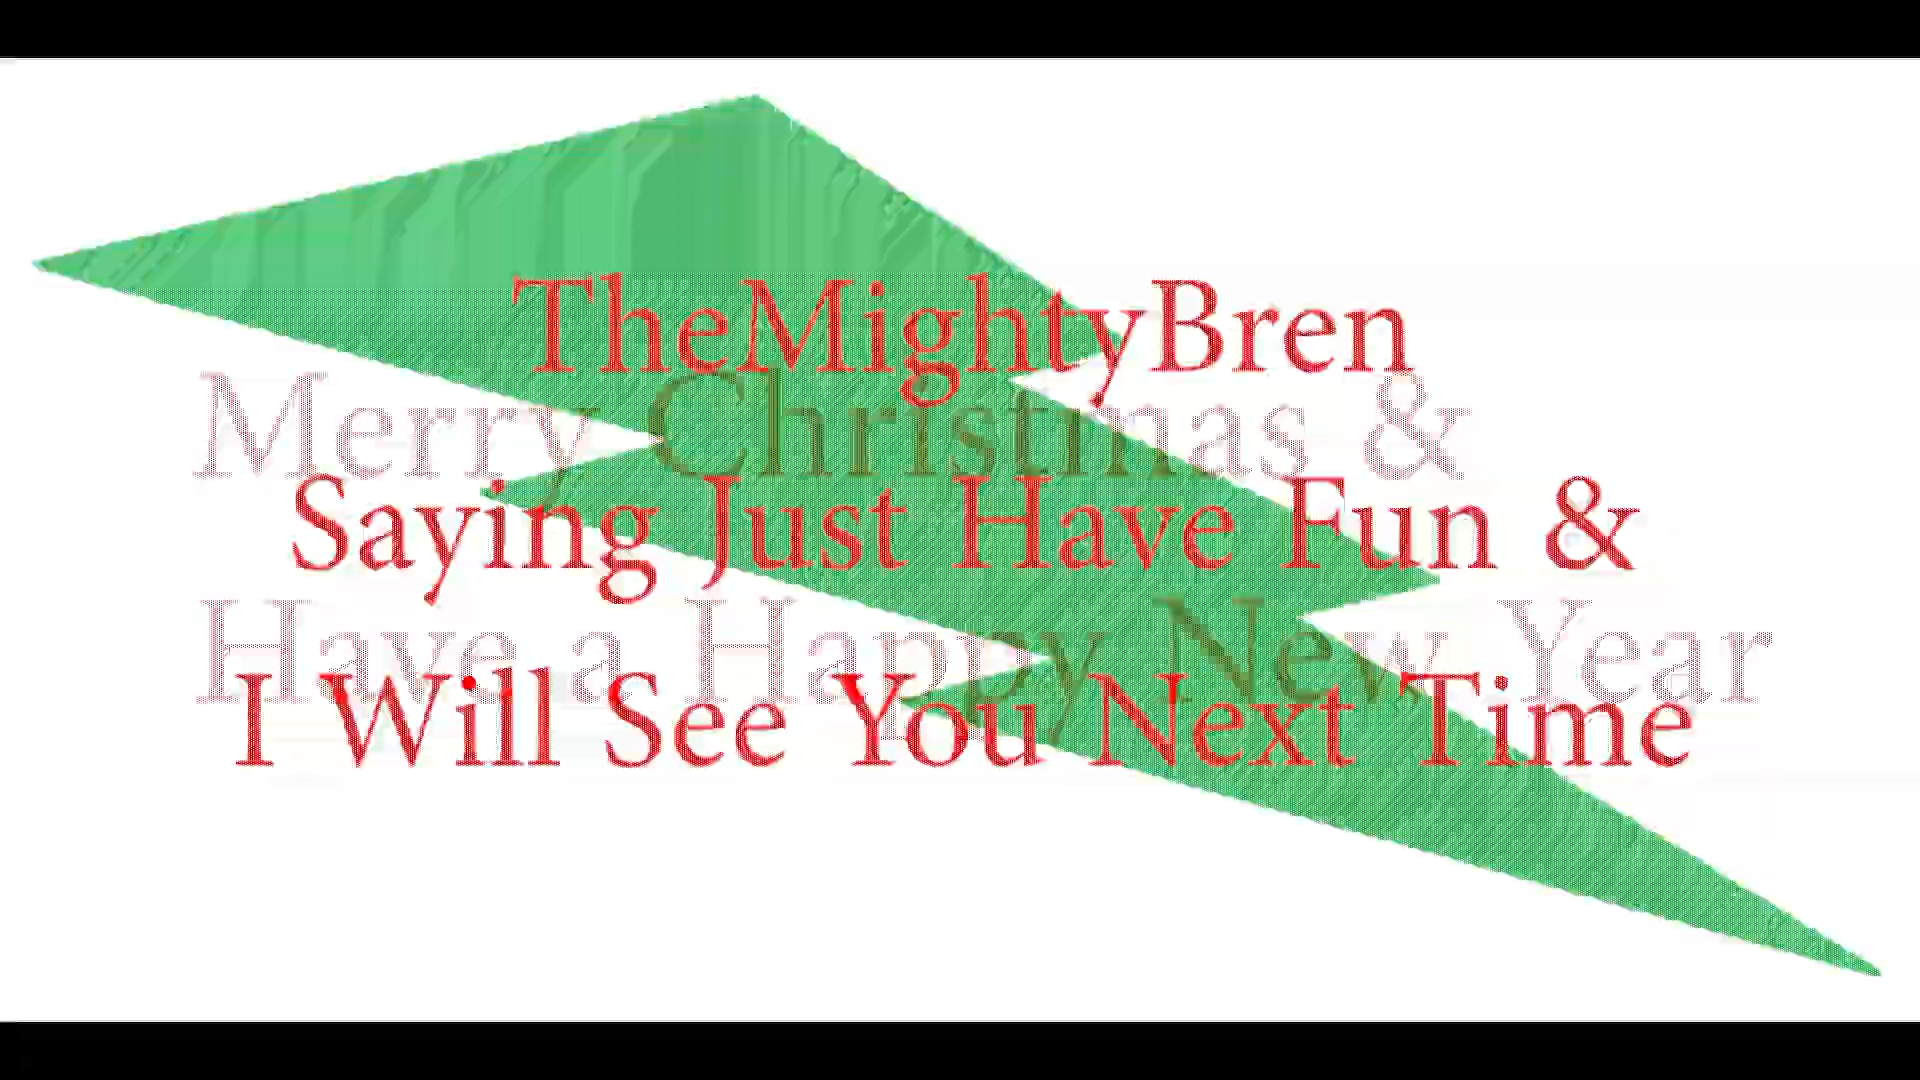 TheMightyBren
Merry Christmas &
Saying Just Have Fun &
Have a Happy New Year
I Will See You Next Time